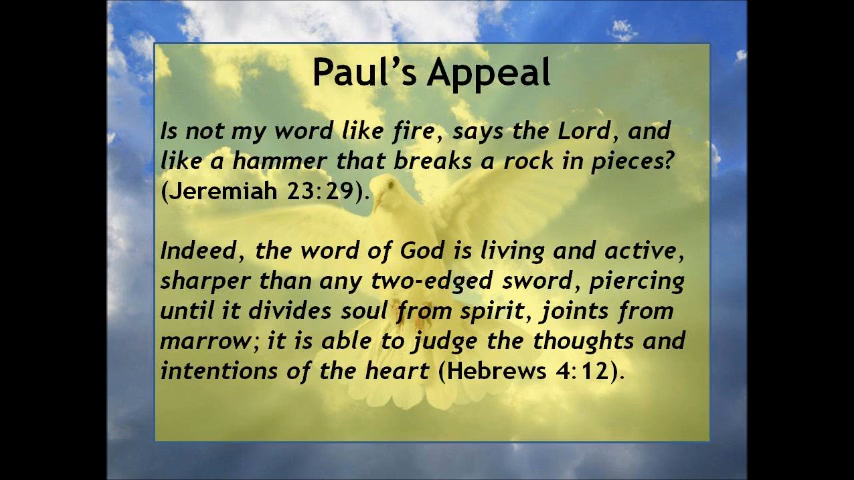 Paul's Appeal
Is not my word like fire, says the Lord, and
like a hammer that breaks a rock in pieces?
(Jeremiah 23:29).
Indeed, the word of God is living and active,
sharper than any two-edged sword, piercing
until it divides soul from spirit, joints from
marrow; it is able to judge the thoughts and
intentions of the heart (Hebrews 4:12).